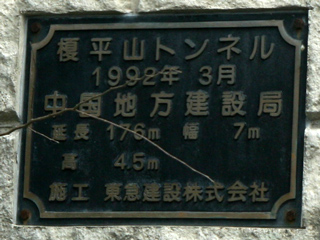 榎平山トンネル
1992年 3月
中国地方建設局
延長 176m 幅 7m
高 4.5m
施工 東急建設株式会社